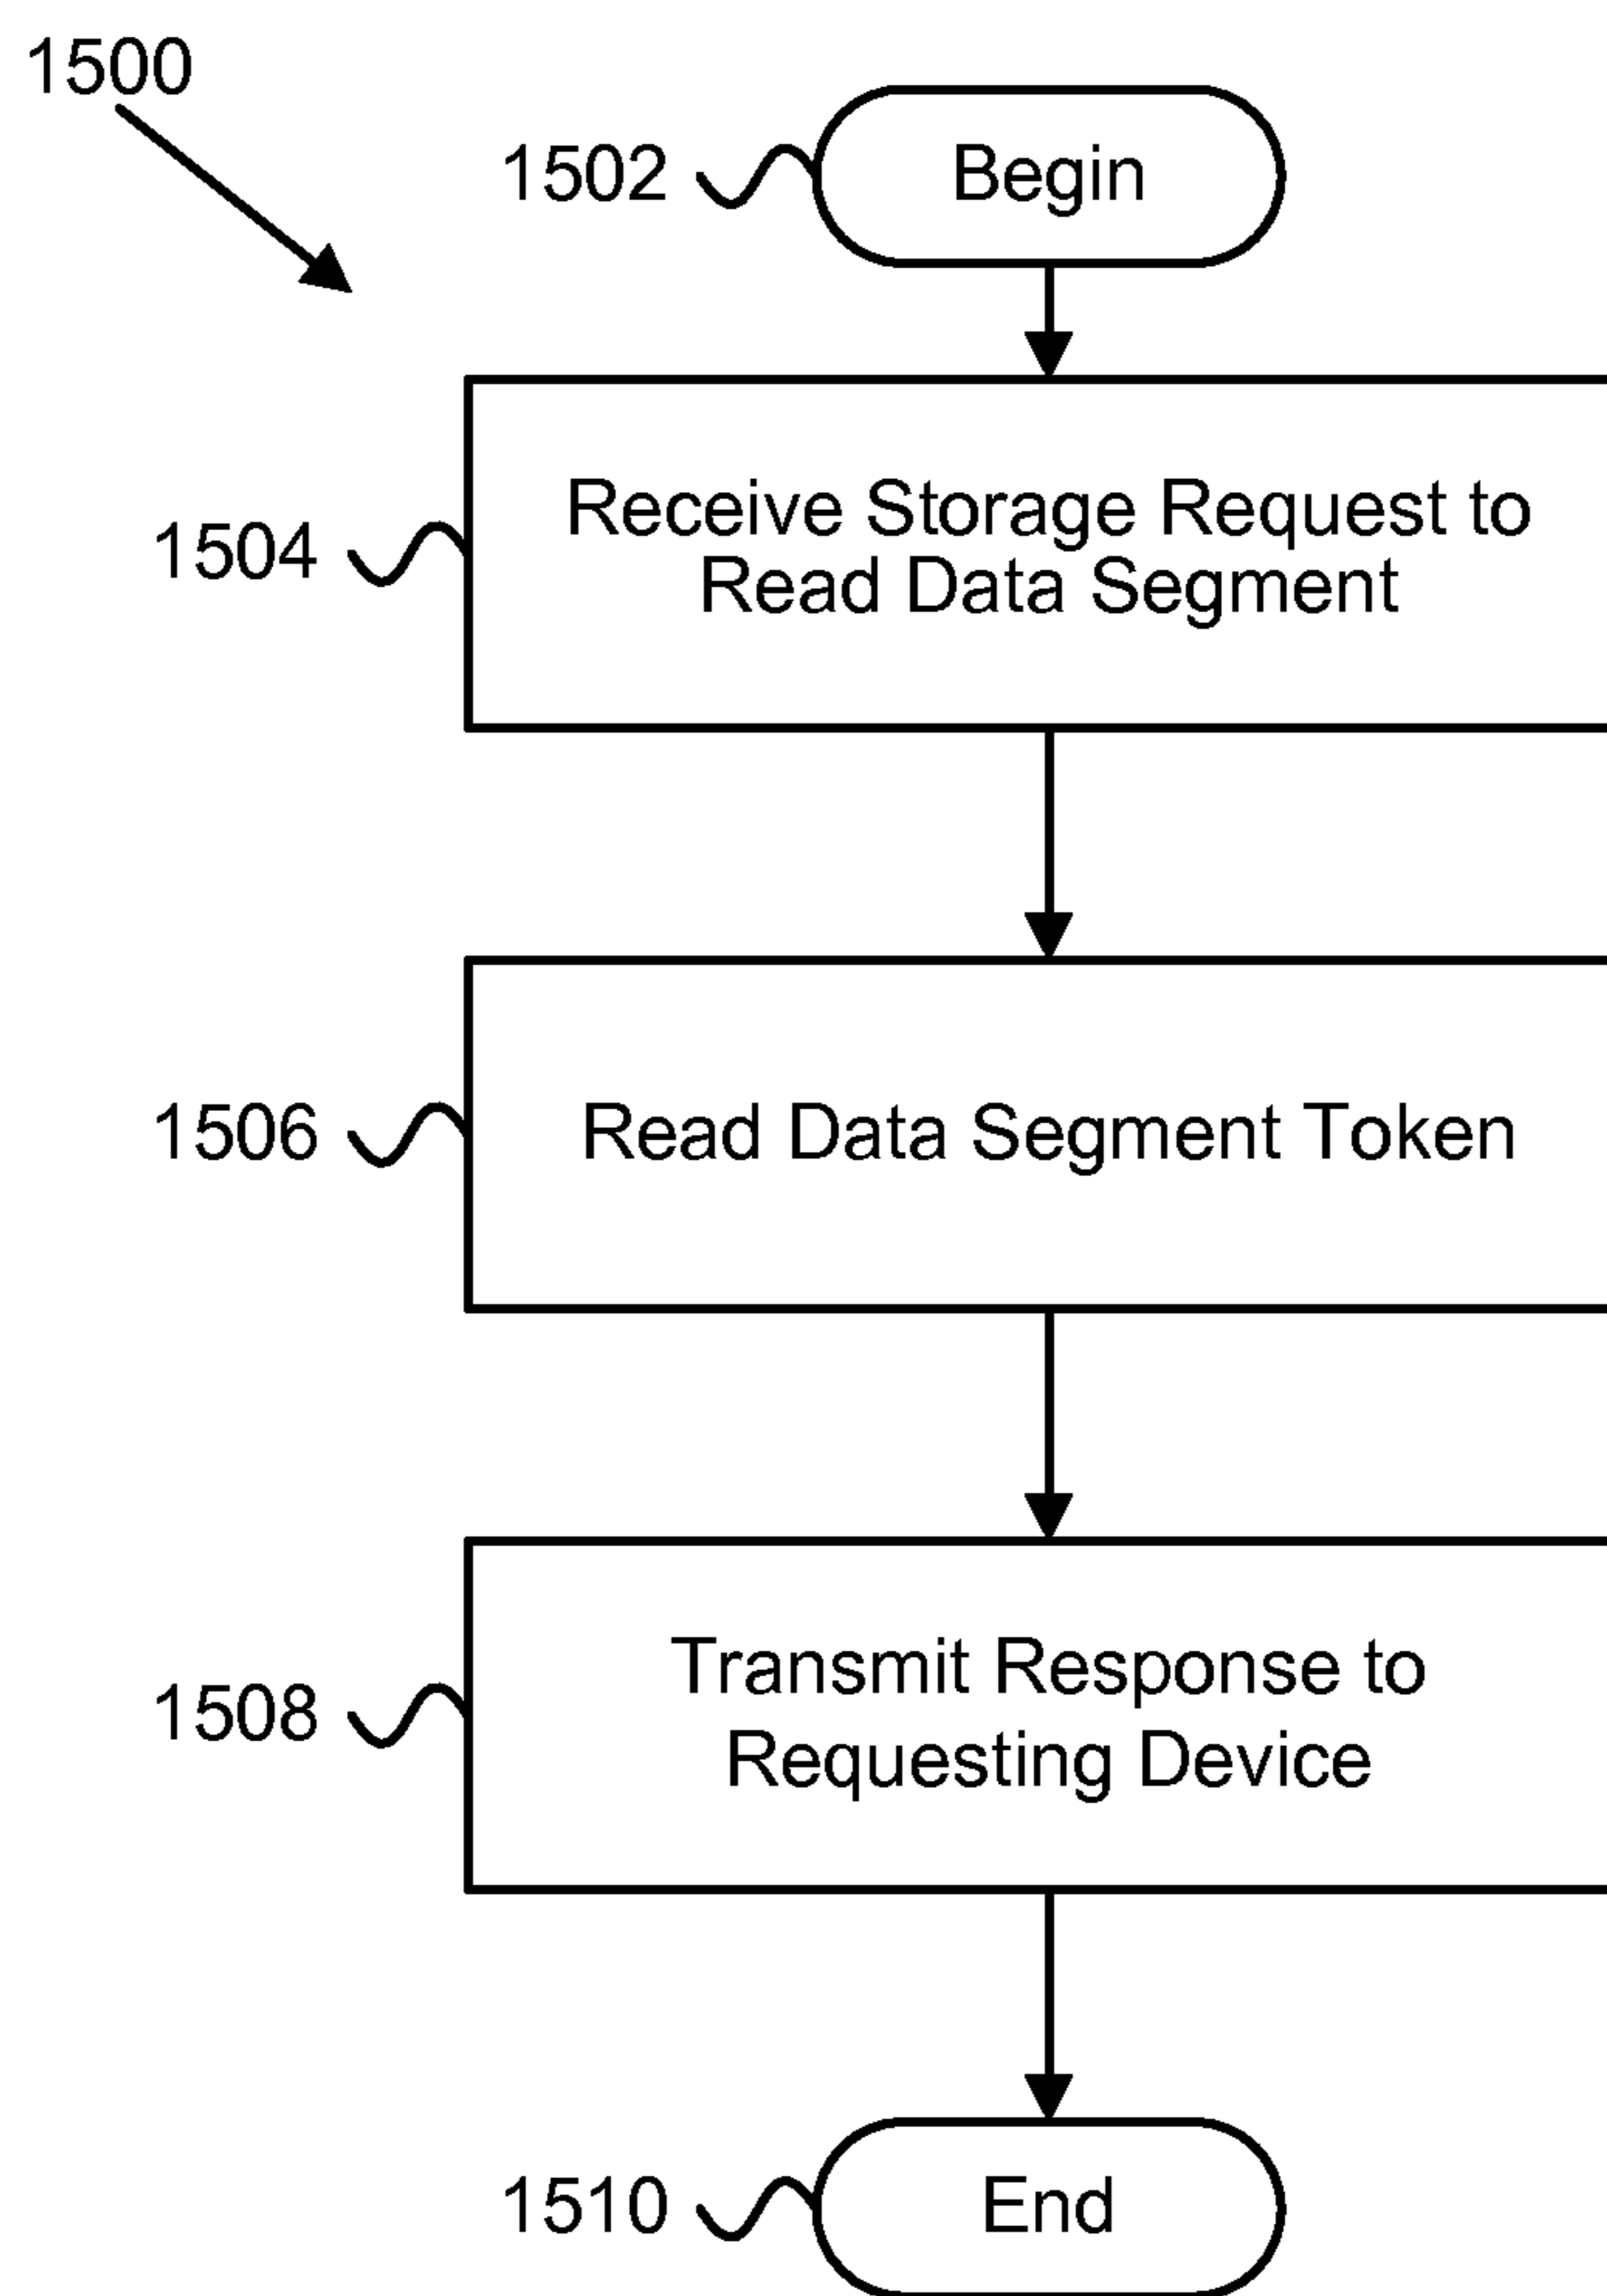 1500
1502
Begin
Receive Storage Request to
Read Data Segment
1504
1506
Read Data Segment Token
Transmit Response to
Requesting Device
1508
1510
End